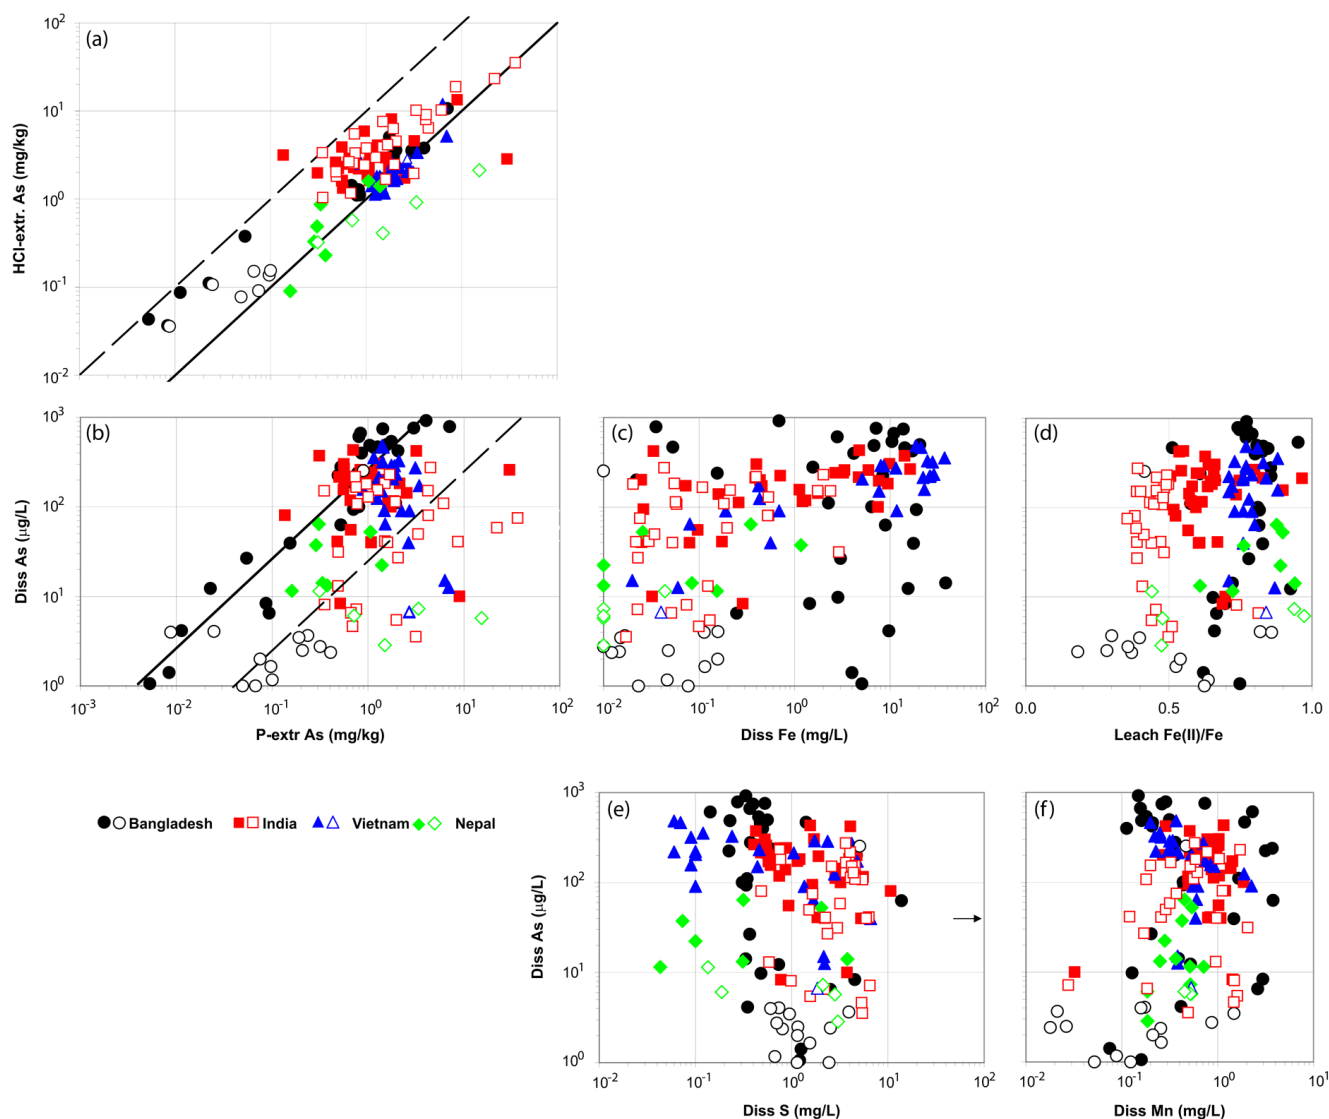 (a)
HCl-extr. As (mg/kg)
10²
10¹
10⁰
10⁻¹
10⁻²
(b)
Diss As (µg/L)
10³
10²
10¹
10⁰
10⁻³ 10⁻² 10⁻¹ 10⁰ 10¹ 10²
P-extr As (mg/kg)
(c)
10⁻² 10⁻¹ 10⁰ 10¹ 10²
Diss Fe (mg/L)
(d)
0.0 0.5 1.0
Leach Fe(II)/Fe
Bangladesh India Vietnam Nepal
(e)
Diss As (µg/L)
10³
10²
10¹
10⁰
10⁻² 10⁻¹ 10⁰ 10¹ 10²
Diss S (mg/L)
(f)
10⁻² 10⁻¹ 10⁰ 10¹
Diss Mn (mg/L)